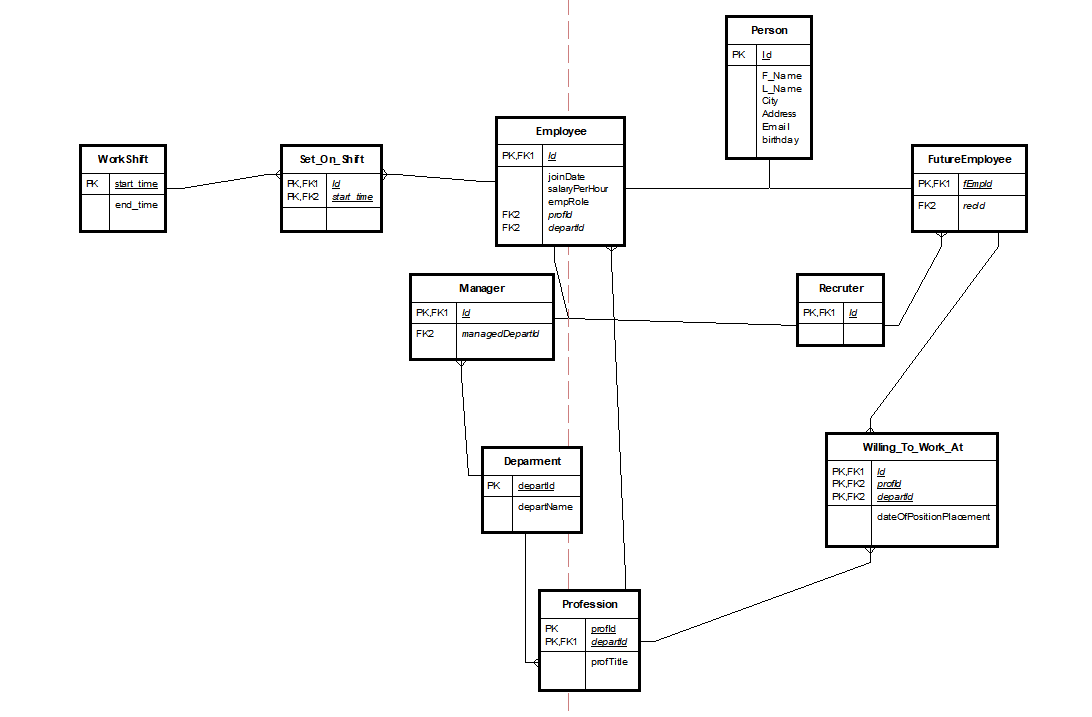 Person
PK Id
F_Name
L_Name
City
Address
Email
birthday
Employee
PK,FK1 Id
joinDate
salaryPerHour
empRole
FK2 profId
FK2 departId
WorkShift
PK start_time
end_time
Set_On_Shift
PK,FK1 Id
PK,FK2 start_time
FutureEmployee
PK,FK1 fEmpId
FK2 recId
Manager
PK,FK1 Id
FK2 managedDepartId
Recruter
PK,FK1 Id
Deparment
PK departId
departName
Willing_To_Work_At
PK,FK1 Id
PK,FK2 profId
PK,FK2 departId
dateOfPositionPlacement
Profession
PK profId
PK,FK1 departId
profTitle